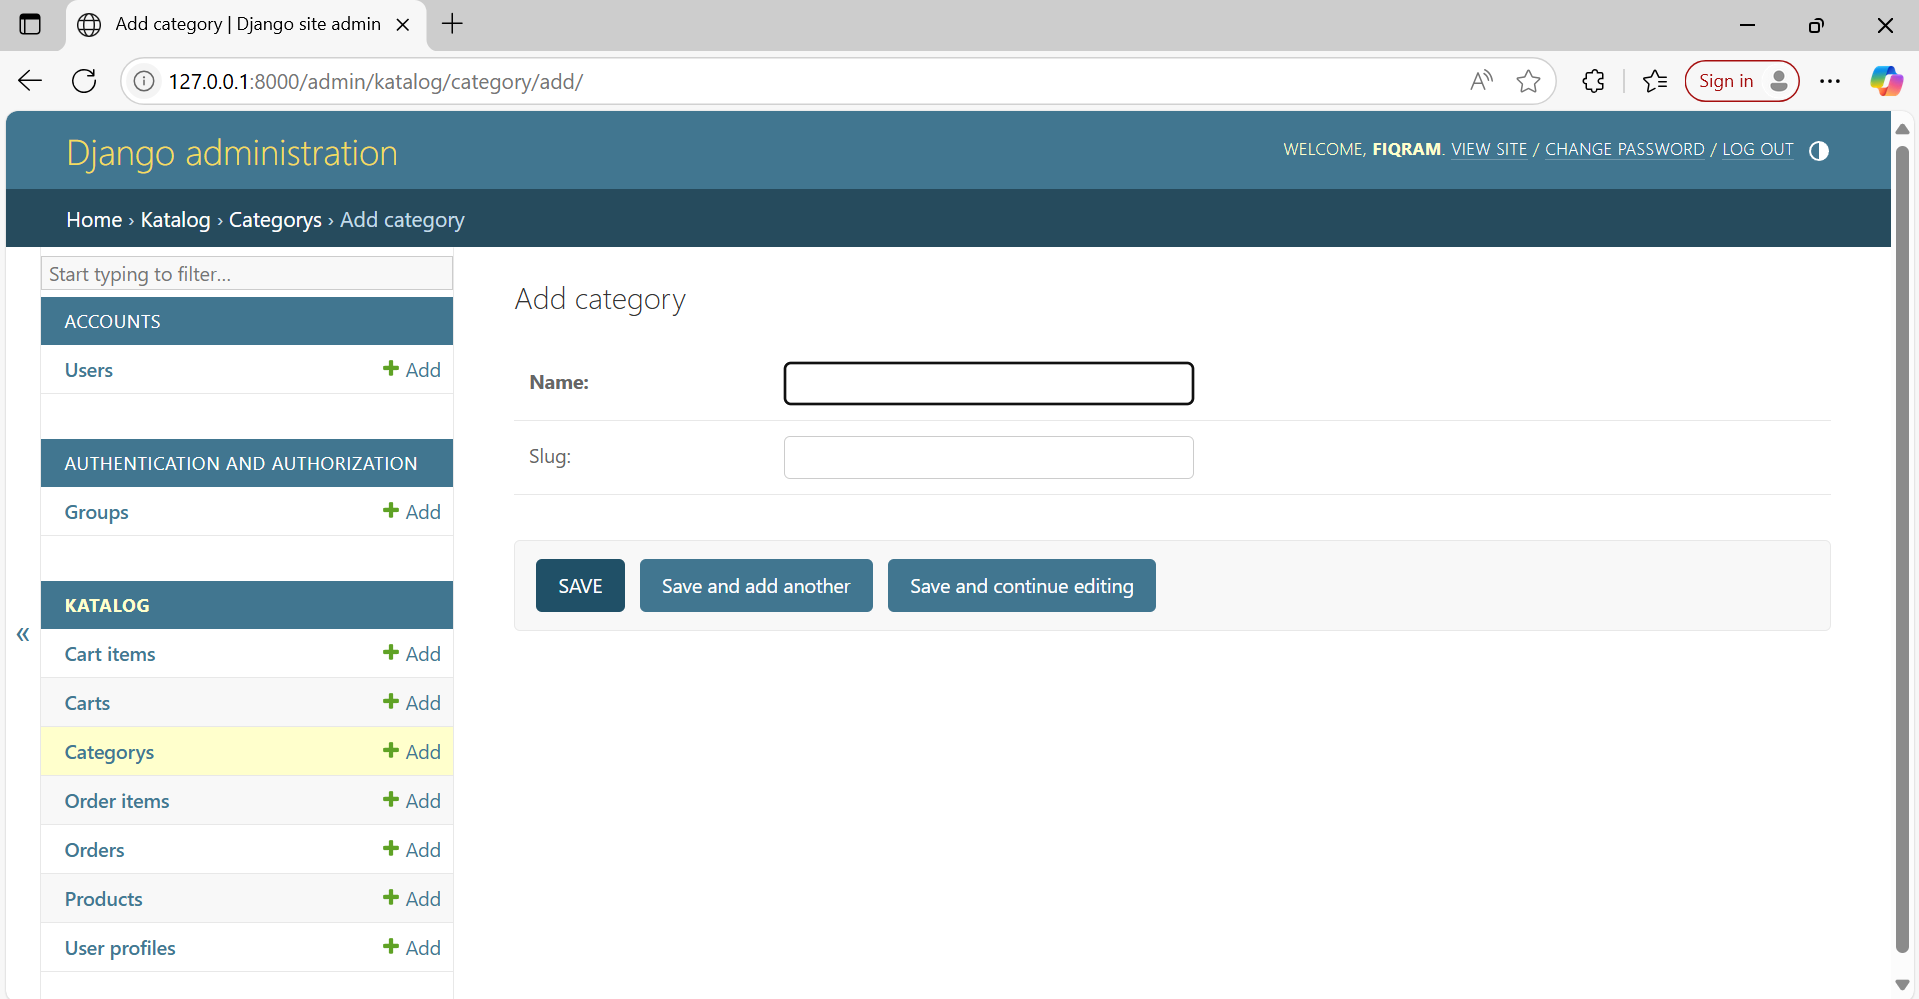 Add category | Django site admin
127.0.0.1:8000/admin/katalog/category/add/
Sign in
Django administration
WELCOME, FIQRAM. VIEW SITE / CHANGE PASSWORD / LOG OUT
Home › Katalog › Categorys › Add category
Start typing to filter...
ACCOUNTS
Users + Add
AUTHENTICATION AND AUTHORIZATION
Groups + Add
KATALOG
«
Cart items + Add
Carts + Add
Categorys + Add
Order items + Add
Orders + Add
Products + Add
User profiles + Add
Add category
Name:
Slug:
SAVE
Save and add another
Save and continue editing